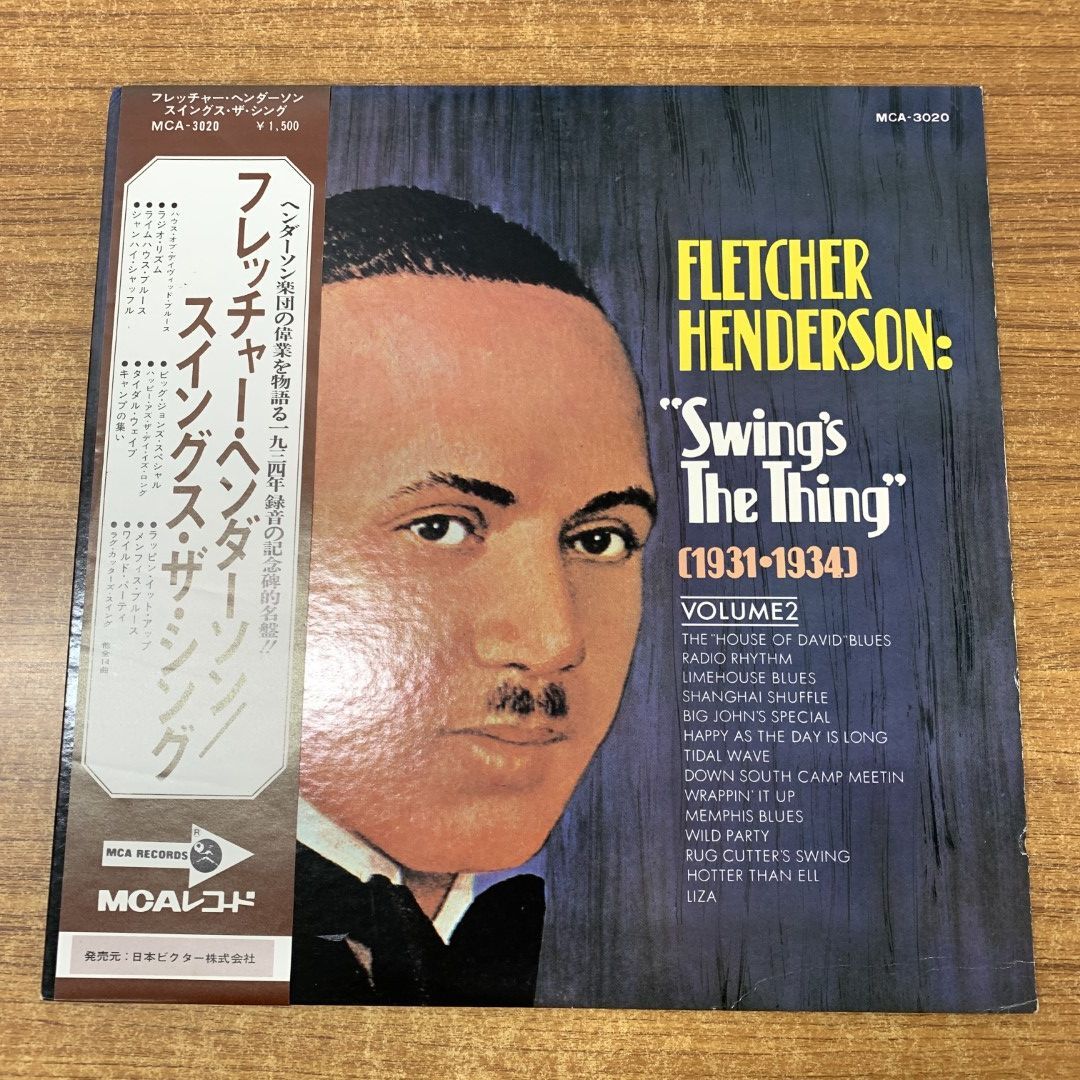 フレッチャー・ヘンダーソン
スイングス・ザ・シング
MCA-3020 ¥1,500
ヘンダーソン楽団の偉業を物語る一九三四年録音の記念碑的名盤!!
フレッチャー・ヘンダーソン/
スイングス・ザ・シング
●ハウス・オブ・デイヴィッド・ブルース
●ラジオ・リズム
●ライムハウス・ブルース
●シャンハイ・シャッフル
●ビッグ・ジョンズ・スペシャル
●ハッピー・アズ・ザ・デイ・イズ・ロング
●タイダル・ウェイブ
●キャンプの集い
●ラッピン・イット・アップ
●メンフィス・ブルース
●ワイルド・パーティ
●ラグ・カッターズ・スイング
他全14曲
R
MCA RECORDS
MCAレコード
発売元:日本ビクター株式会社
MCA-3020
FLETCHER
HENDERSON:
"Swing's
The Thing"
(1931•1934)
VOLUME2
THE "HOUSE OF DAVID" BLUES
RADIO RHYTHM
LIMEHOUSE BLUES
SHANGHAI SHUFFLE
BIG JOHN'S SPECIAL
HAPPY AS THE DAY IS LONG
TIDAL WAVE
DOWN SOUTH CAMP MEETIN
WRAPPIN' IT UP
MEMPHIS BLUES
WILD PARTY
RUG CUTTER'S SWING
HOTTER THAN ELL
LIZA